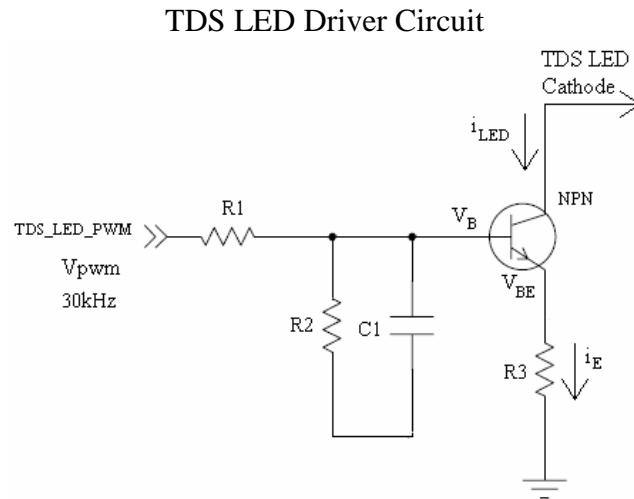 TDS LED Driver Circuit
TDS LED
Cathode
iLED
NPN
R1
VB
TDS_LED_PWM
Vpwm
30kHz
VBE
R2
C1
R3
iE